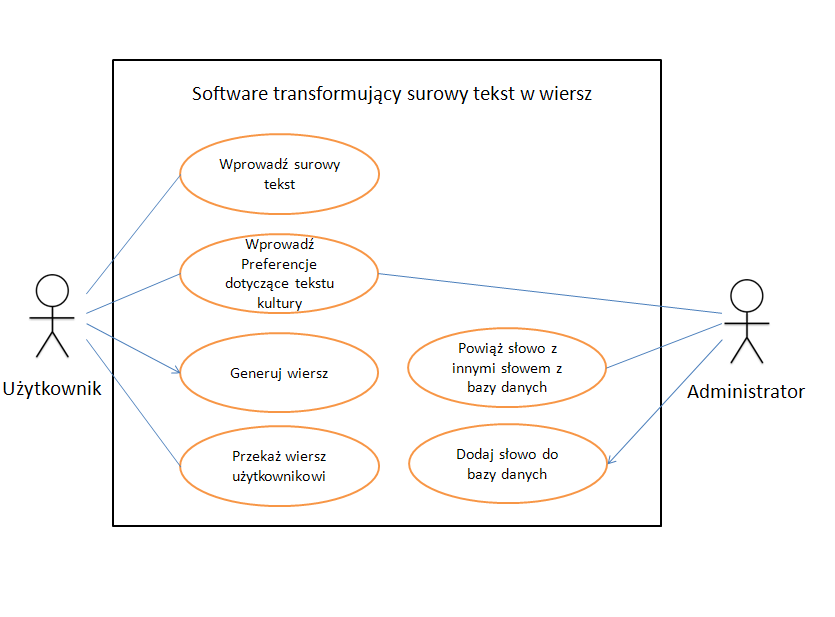 Software transformujący surowy tekst w wiersz
Wprowadź surowy
tekst
Wprowadź
Preferencje
dotyczące tekstu
kultury
Generuj wiersz
Przekaż wiersz
użytkownikowi
Powiąż słowo z
innymi słowem z
bazy danych
Dodaj słowo do
bazy danych
Użytkownik
Administrator